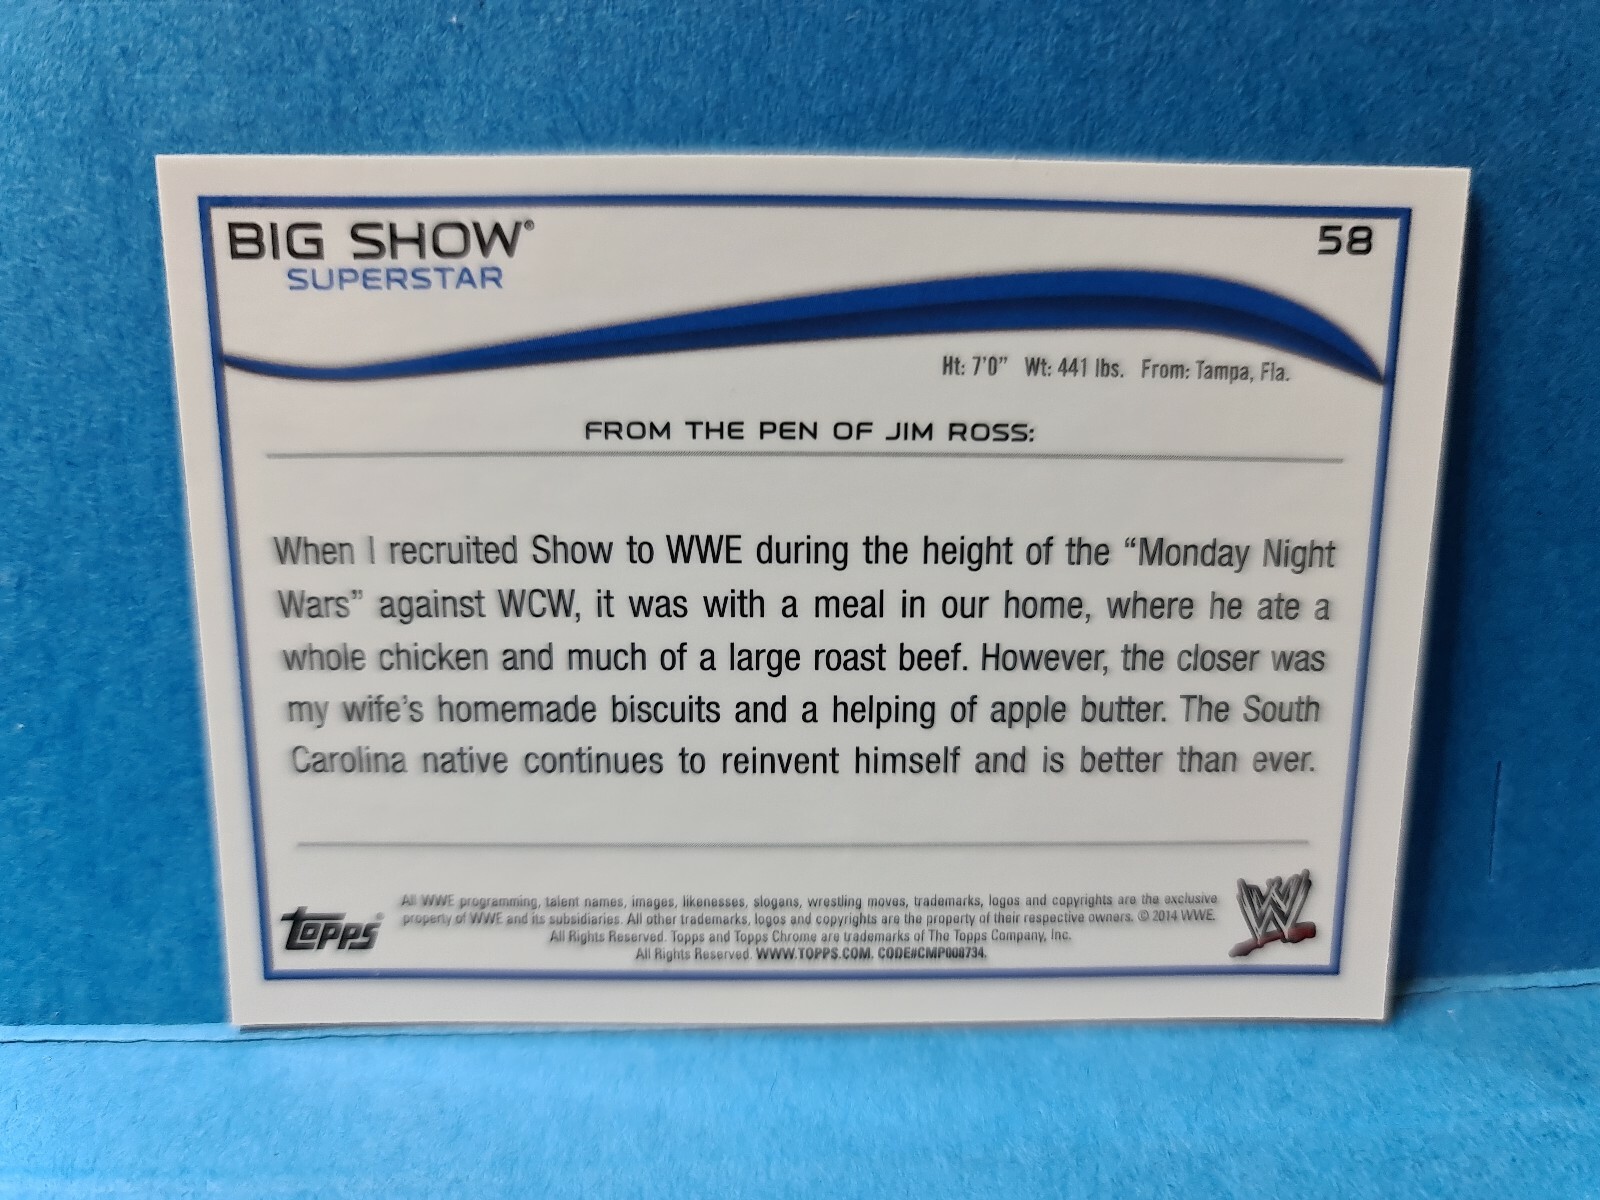 BIG SHOW®
SUPERSTAR
58
Ht: 7'0" Wt: 441 lbs. From: Tampa, Fla.
FROM THE PEN OF JIM ROSS:
When I recruited Show to WWE during the height of the “Monday Night
Wars” against WCW, it was with a meal in our home, where he ate a
whole chicken and much of a large roast beef. However, the closer was
my wife’s homemade biscuits and a helping of apple butter. The South
Carolina native continues to reinvent himself and is better than ever.
Topps
All WWE programming, talent names, images, likenesses, slogans, wrestling moves, trademarks, logos and copyrights are the exclusive
property of WWE and its subsidiaries. All other trademarks, logos and copyrights are the property of their respective owners. © 2014 WWE.
All Rights Reserved. Topps and Topps Chrome are trademarks of The Topps Company, Inc.
All Rights Reserved. WWW.TOPPS.COM. CODE#CMP008734.
W